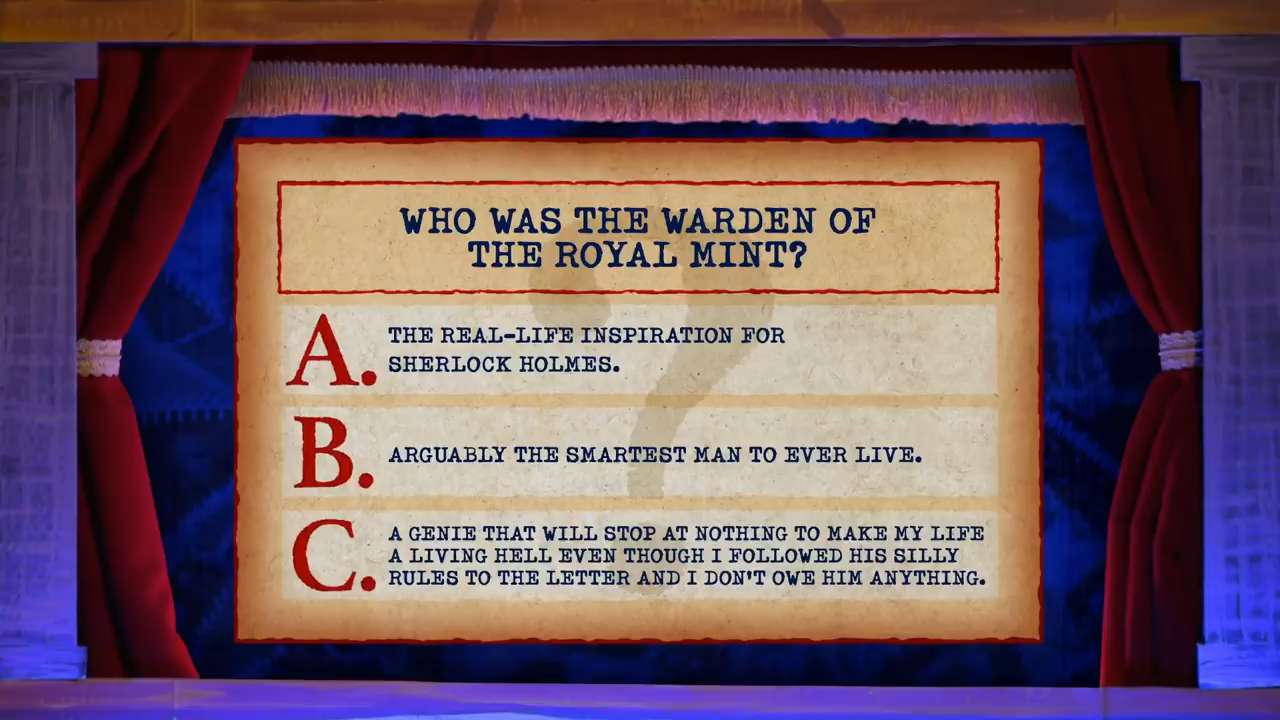 WHO WAS THE WARDEN OF
THE ROYAL MINT?
A. THE REAL-LIFE INSPIRATION FOR
SHERLOCK HOLMES.
B. ARGUABLY THE SMARTEST MAN TO EVER LIVE.
C. A GENIE THAT WILL STOP AT NOTHING TO MAKE MY LIFE
A LIVING HELL EVEN THOUGH I FOLLOWED HIS SILLY
RULES TO THE LETTER AND I DON'T OWE HIM ANYTHING.